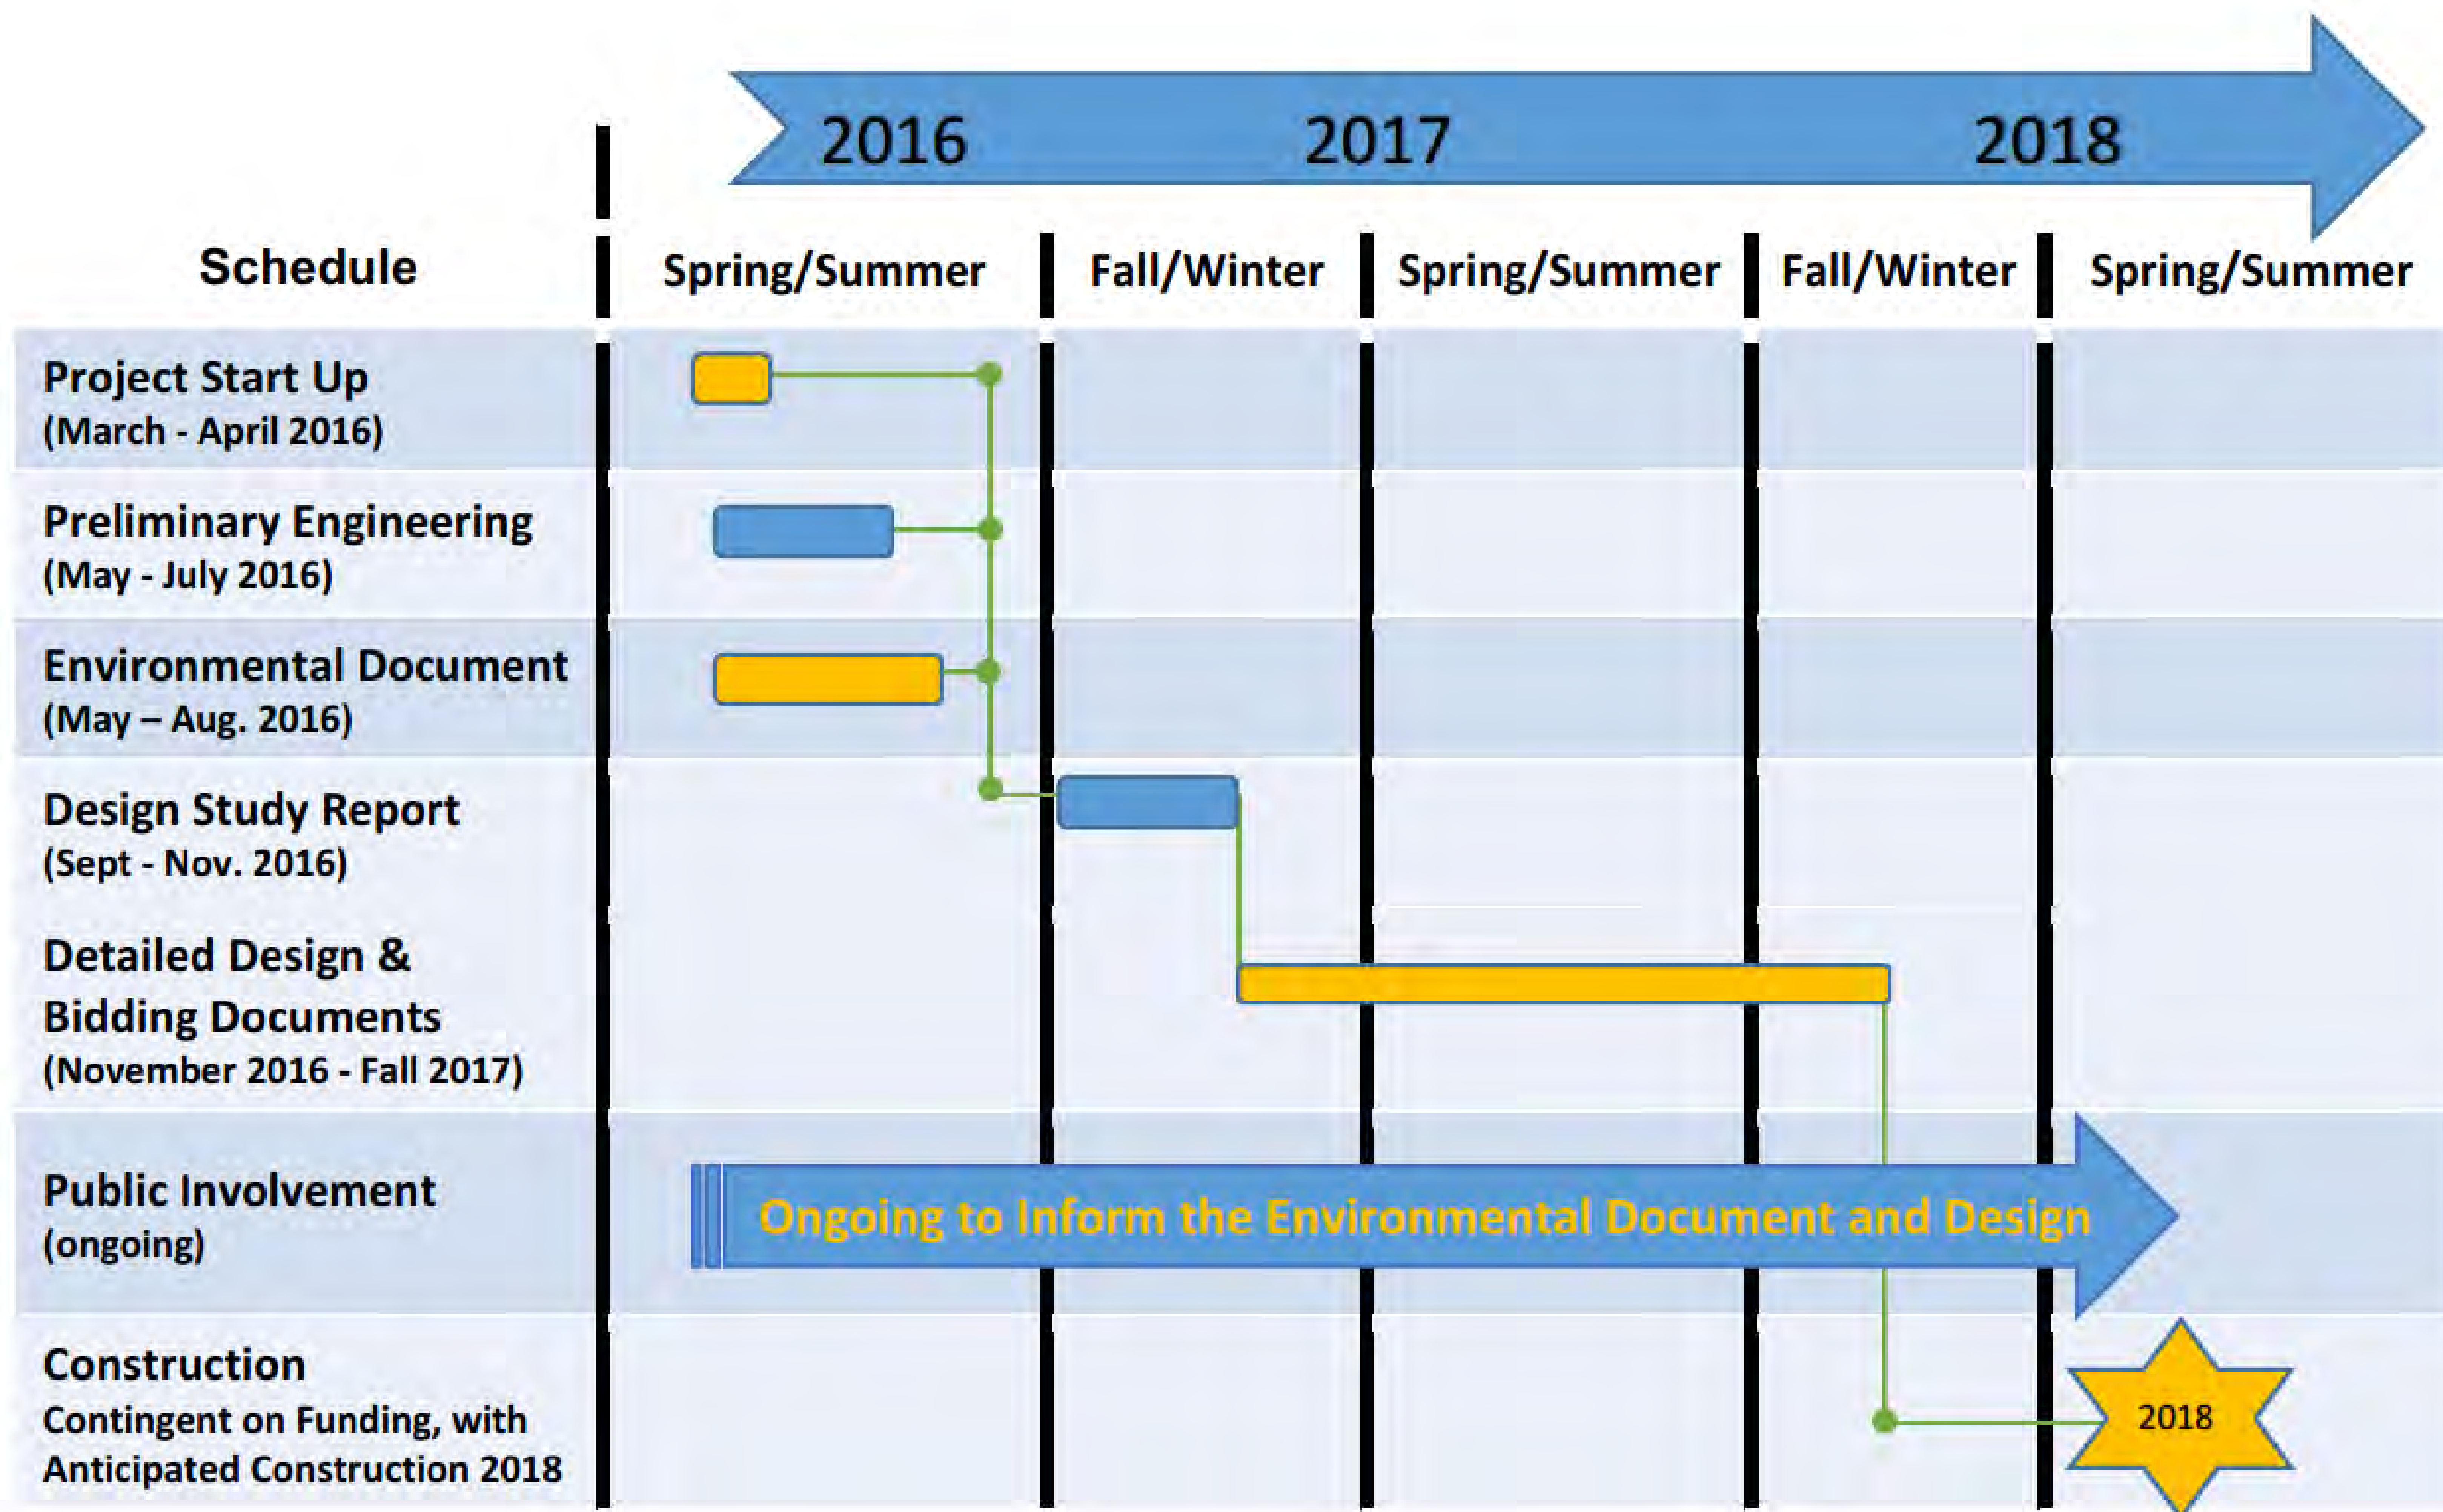 2016 2017 2018
Schedule Spring/Summer Fall/Winter Spring/Summer Fall/Winter Spring/Summer
Project Start Up
(March - April 2016)
Preliminary Engineering
(May - July 2016)
Environmental Document
(May – Aug. 2016)
Design Study Report
(Sept - Nov. 2016)
Detailed Design &
Bidding Documents
(November 2016 - Fall 2017)
Public Involvement
(ongoing)
Ongoing to Inform the Environmental Document and Design
Construction
Contingent on Funding, with
Anticipated Construction 2018
2018